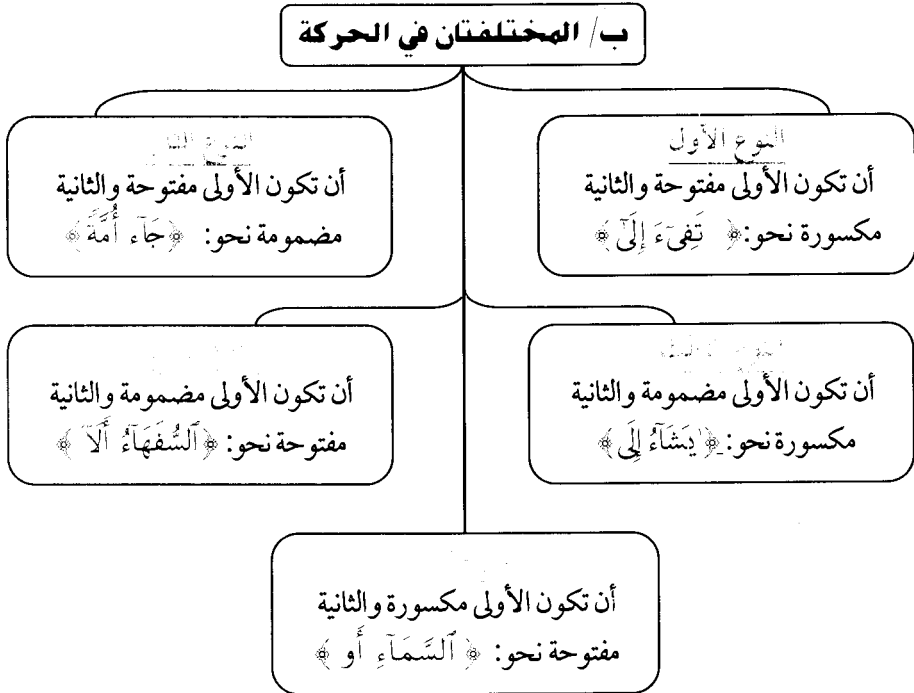 ب/ المختلفتان في الحركة
النوع الأول
أن تكون الأولى مفتوحة والثانية
مكسورة نحو: ﴿ تَفِيٓءَ إِلَىٰٓ ﴾
النوع
أن تكون الأولى مفتوحة والثانية
مضمومة نحو: ﴿جَآءَ أُمَّةً﴾
أن تكون الأولى مضمومة والثانية
مكسورة نحو: ﴿يَشَآءُ إِلَى﴾
أن تكون الأولى مضمومة والثانية
مفتوحة نحو: ﴿ٱلسُّفَهَآءُ أَلَآ ﴾
أن تكون الأولى مكسورة والثانية
مفتوحة نحو: ﴿ ٱلسَّمَآءِ أَو ﴾